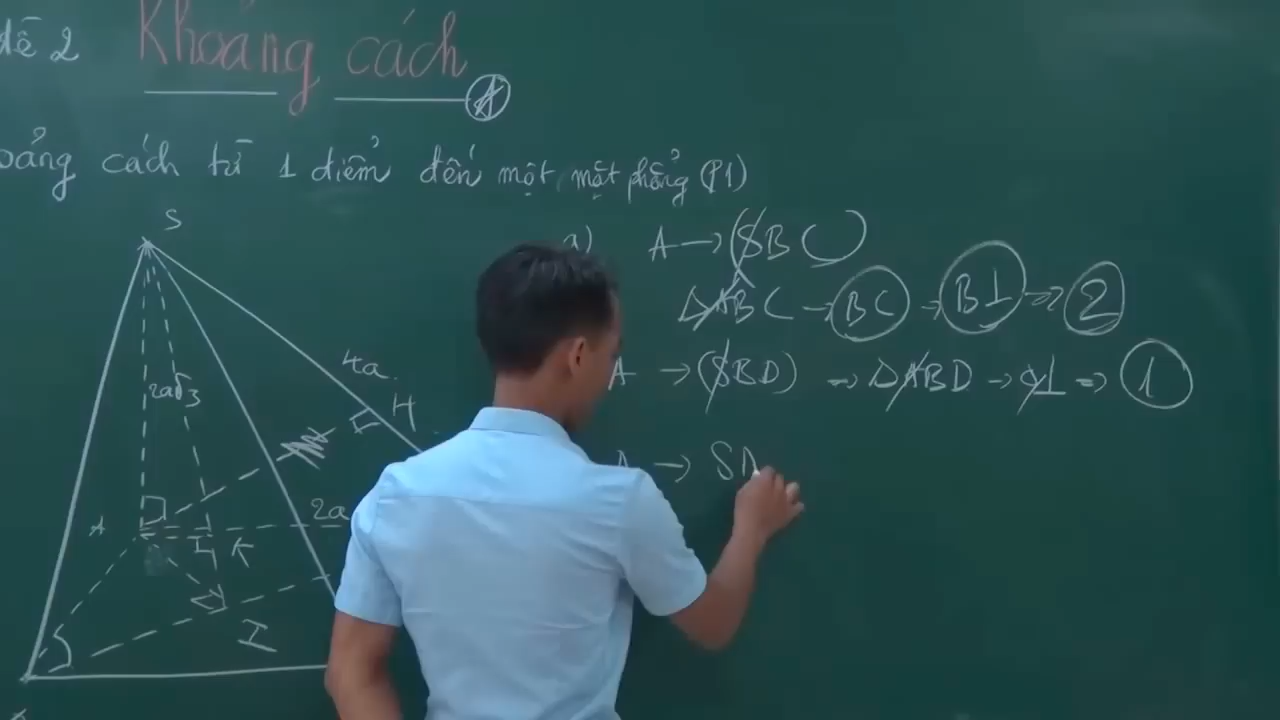 đề 2 Khoảng cách
oảng cách từ 1 điểm đến một mặt phẳng (P1)
S
a) A → (SBC)
ΔABC → BC → B⊥ → 2
A → (SBD) → ΔABD → ⊥ ⇒ 1
4a
H
2a√3
A → SA
2a
A
K
I